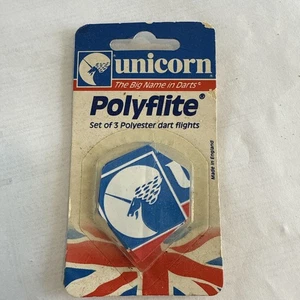 unicorn
The Big Name in Darts®
Polyflite®
Set of 3 Polyester dart flights
Made in England